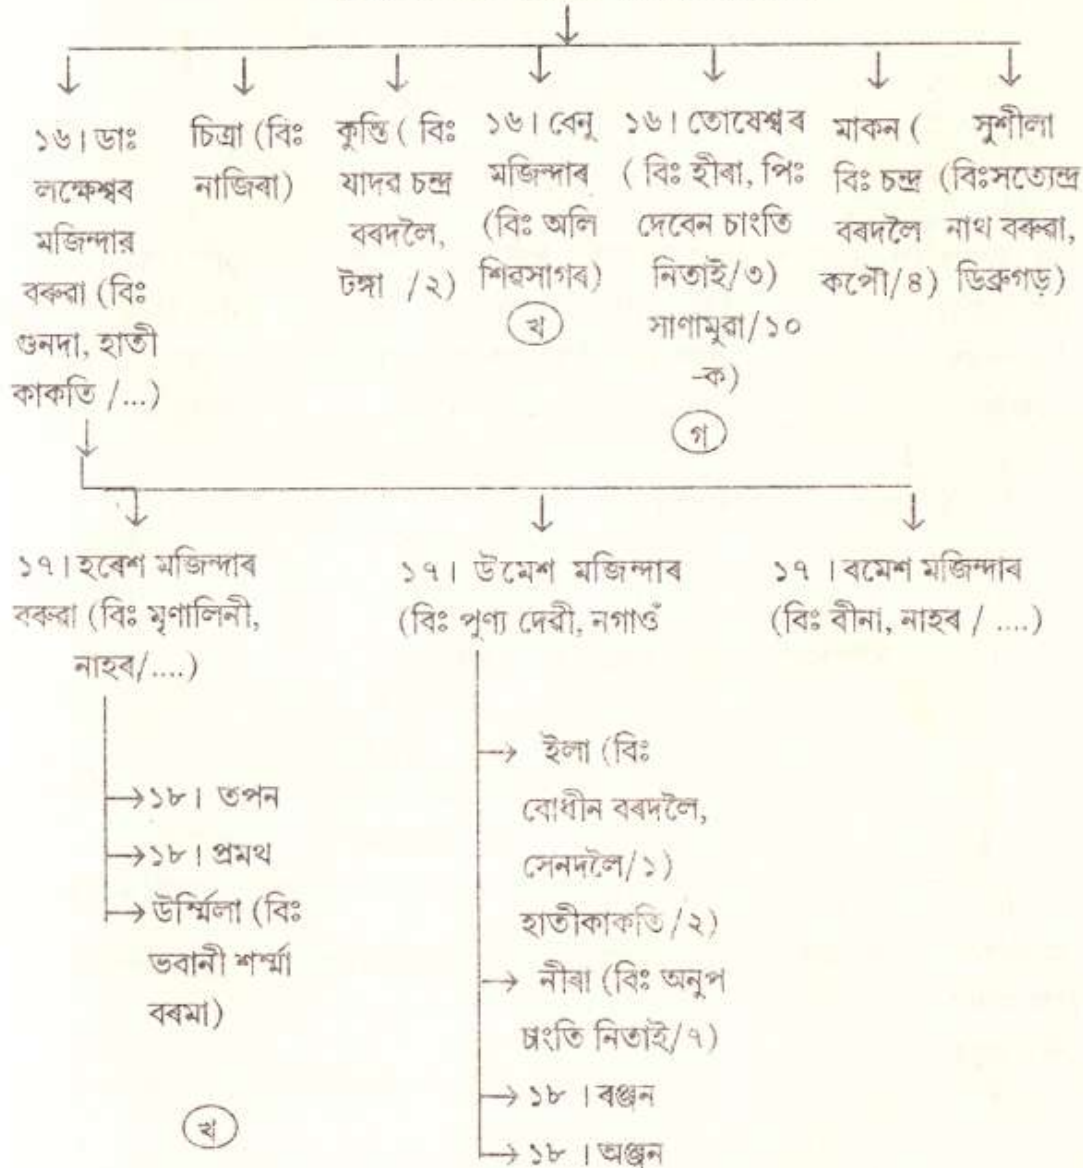 ১৬। ডাঃ
লক্ষেশ্বৰ
মজিন্দাৰ
বৰুৱা (বিঃ
গুনদা, হাতী
কাকতি /...)
চিত্ৰা (বিঃ
নাজিৰা)
কুন্তি ( বিঃ
যাদৱ চন্দ্ৰ
বৰদলৈ,
টঙ্গা /২)
১৬। বেনু
মজিন্দাৰ
(বিঃ অলি
শিৱসাগৰ)
খ
১৬। তোষেশ্বৰ
( বিঃ হীৰা, পিঃ
দেবেন চাংতি
নিতাই/৩)
সাণামুৱা/১০
-ক)
গ
মাকন (
বিঃ চন্দ্ৰ
বৰদলৈ
কপৌ/৪)
সুশীলা
(বিঃসত্যেন্দ্ৰ
নাথ বৰুৱা,
ডিব্ৰুগড়)
১৭। হৰেশ মজিন্দাৰ
বৰুৱা (বিঃ মৃণালিনী,
নাহৰ/....)
→১৮। তপন
→১৮। প্ৰমথ
→উৰ্ম্মিলা (বিঃ
ভবানী শৰ্ম্মা
বৰমা)
খ
১৭। উমেশ মজিন্দাৰ
(বিঃ পুণ্য দেৱী, নগাওঁ
→ ইলা (বিঃ
বোধীন বৰদলৈ,
সেনদলৈ/১)
হাতীকাকতি/২)
→ নীৰা (বিঃ অনুপ
চাংতি নিতাই/৭)
→ ১৮ । ৰঞ্জন
→ ১৮ । অঞ্জন
১৭ । ৰমেশ মজিন্দাৰ
(বিঃ বীনা, নাহৰ / ....)